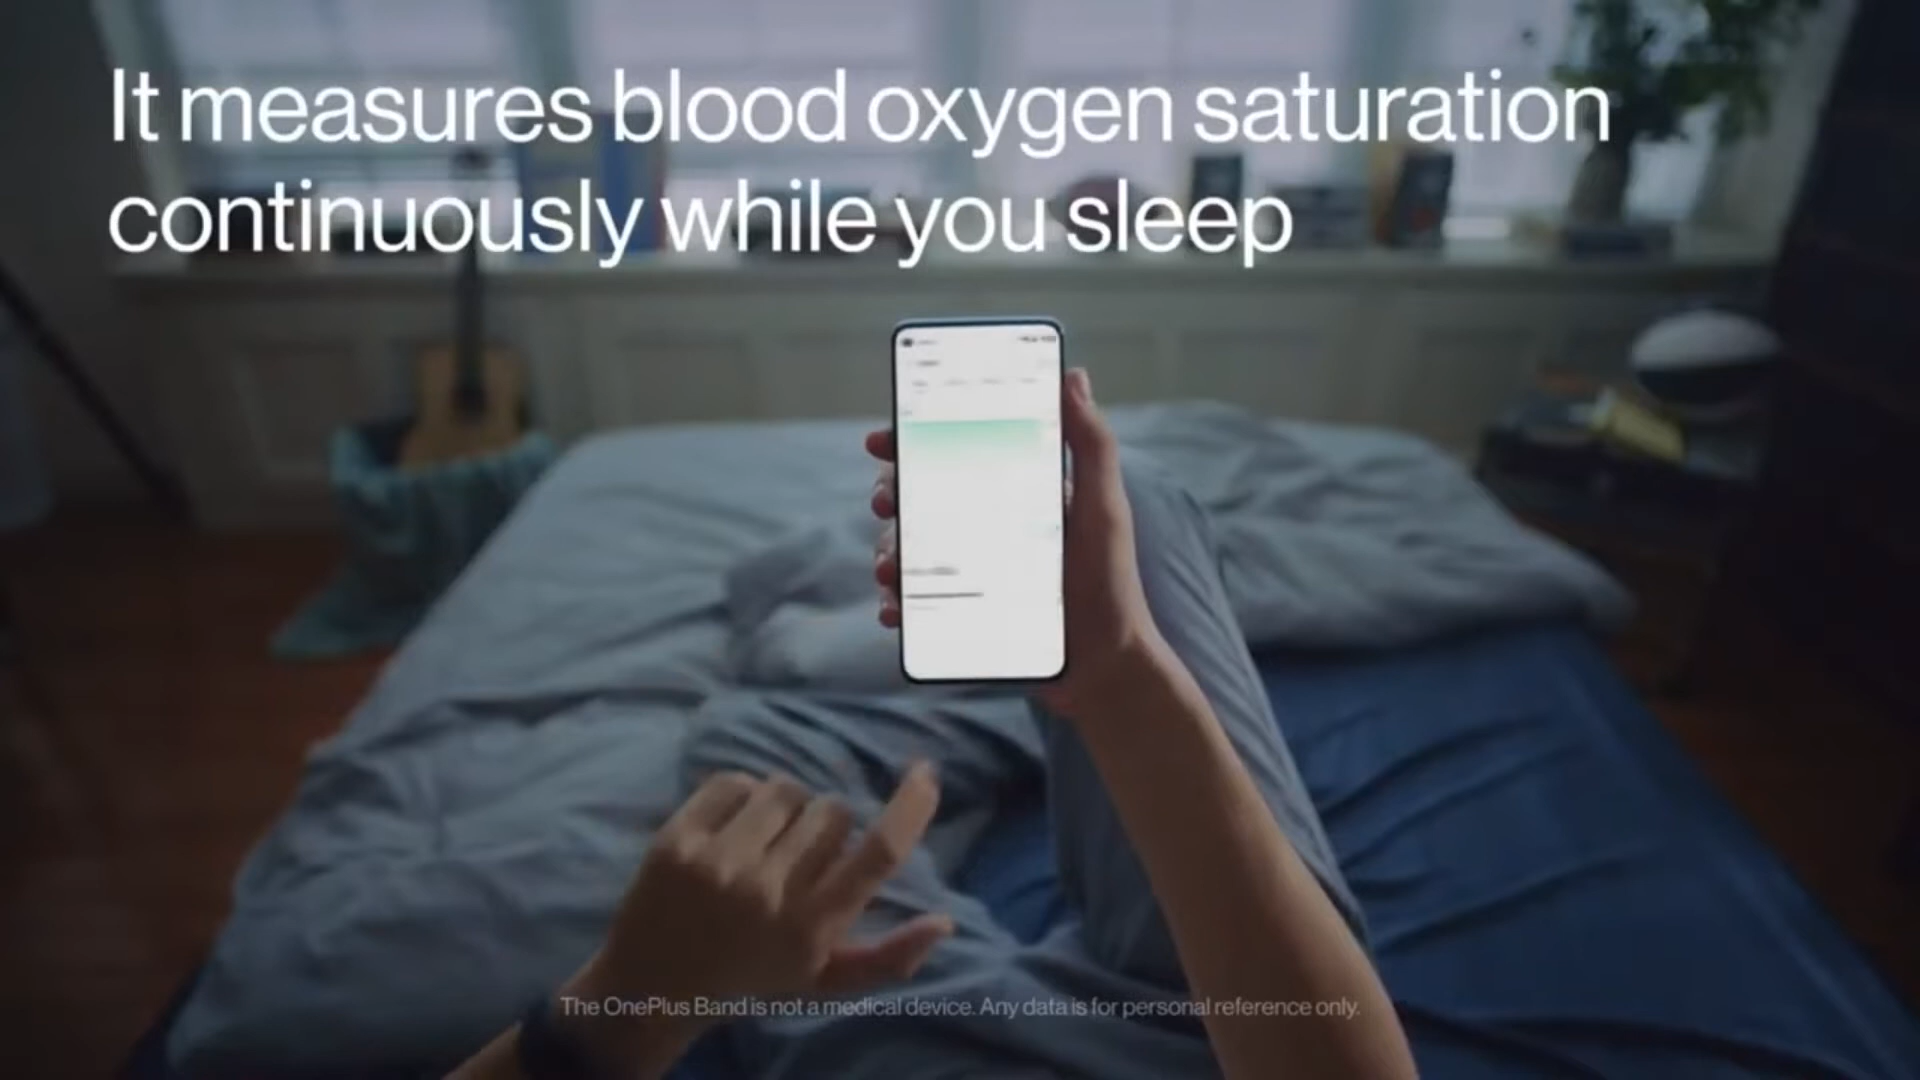 It measures blood oxygen saturation
continuously while you sleep
The OnePlus Band is not a medical device. Any data is for personal reference only.